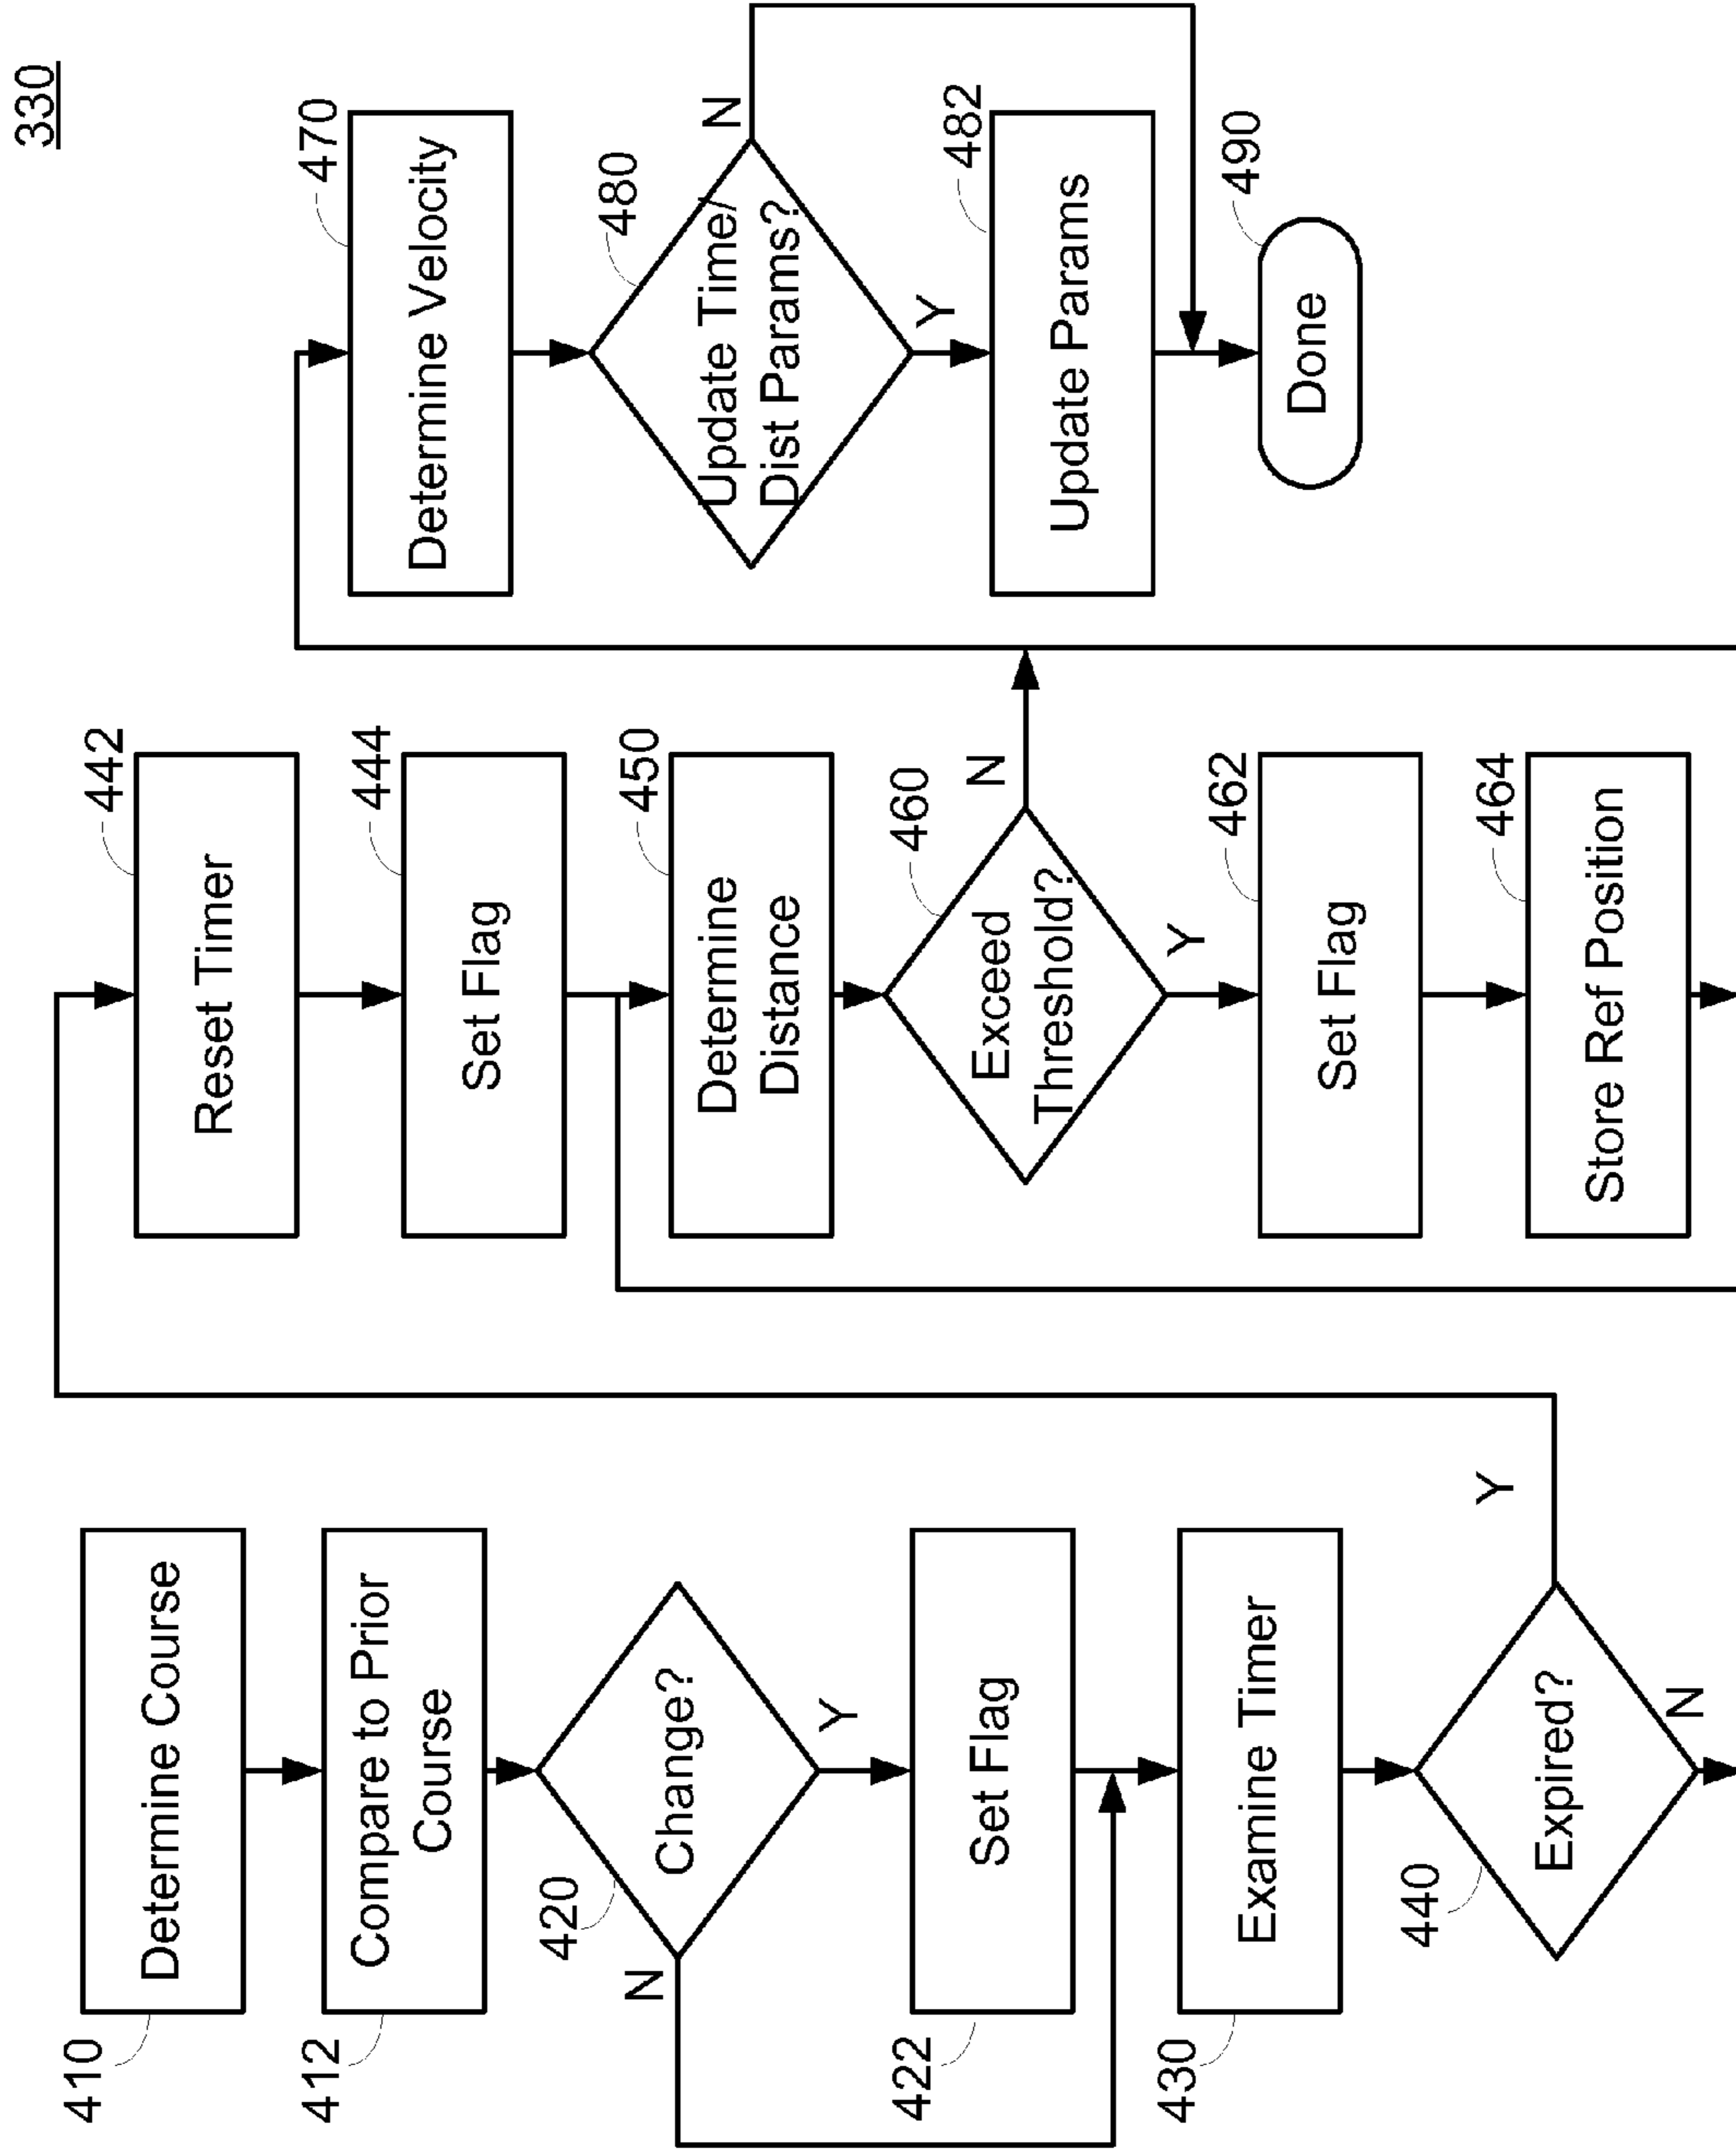 330
410
Determine Course
412
Compare to Prior
Course
420
Change?
N
Y
422
Set Flag
430
Examine Timer
440
Expired?
Y
N
442
Reset Timer
444
Set Flag
450
Determine
Distance
460
Exceed
Threshold?
N
Y
462
Set Flag
464
Store Ref Position
470
Determine Velocity
480
Update Time/
Dist Params?
N
Y
482
Update Params
490
Done